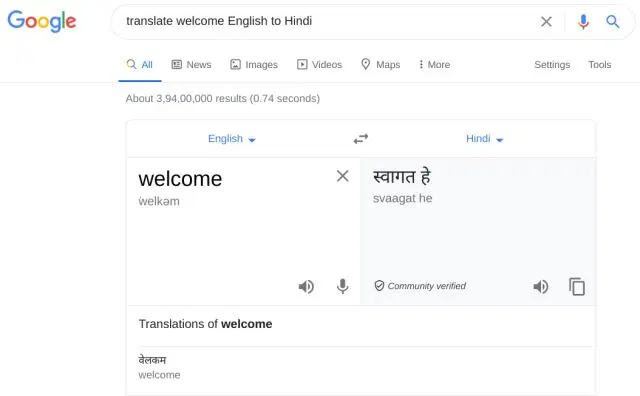 Google
translate welcome English to Hindi
All News Images Videos Maps More Settings Tools
About 3,94,00,000 results (0.74 seconds)
English Hindi
welcome स्वागत हे
ˈwelkəm svaagat he
Community verified
Translations of welcome
वेलकम
welcome